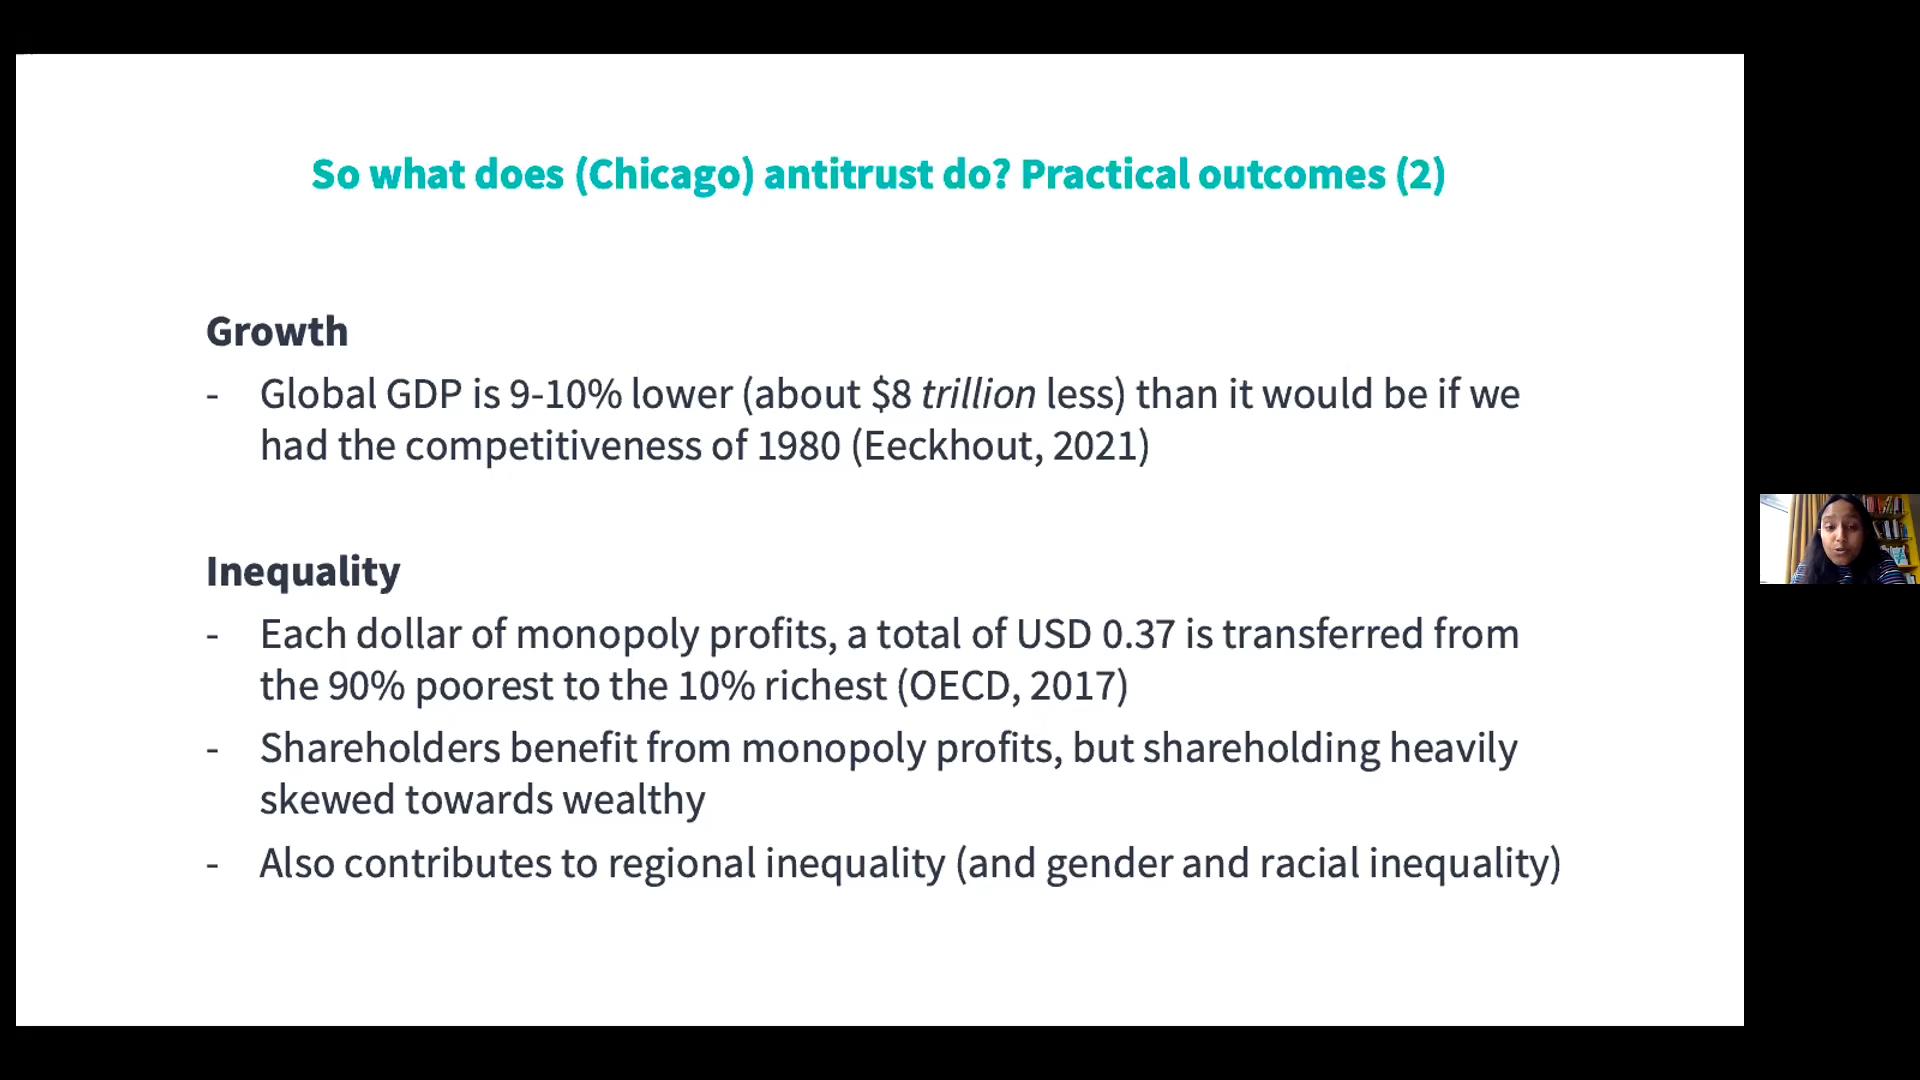 So what does (Chicago) antitrust do? Practical outcomes (2)
Growth
- Global GDP is 9-10% lower (about $8 trillion less) than it would be if we
had the competitiveness of 1980 (Eeckhout, 2021)
Inequality
- Each dollar of monopoly profits, a total of USD 0.37 is transferred from
the 90% poorest to the 10% richest (OECD, 2017)
- Shareholders benefit from monopoly profits, but shareholding heavily
skewed towards wealthy
- Also contributes to regional inequality (and gender and racial inequality)